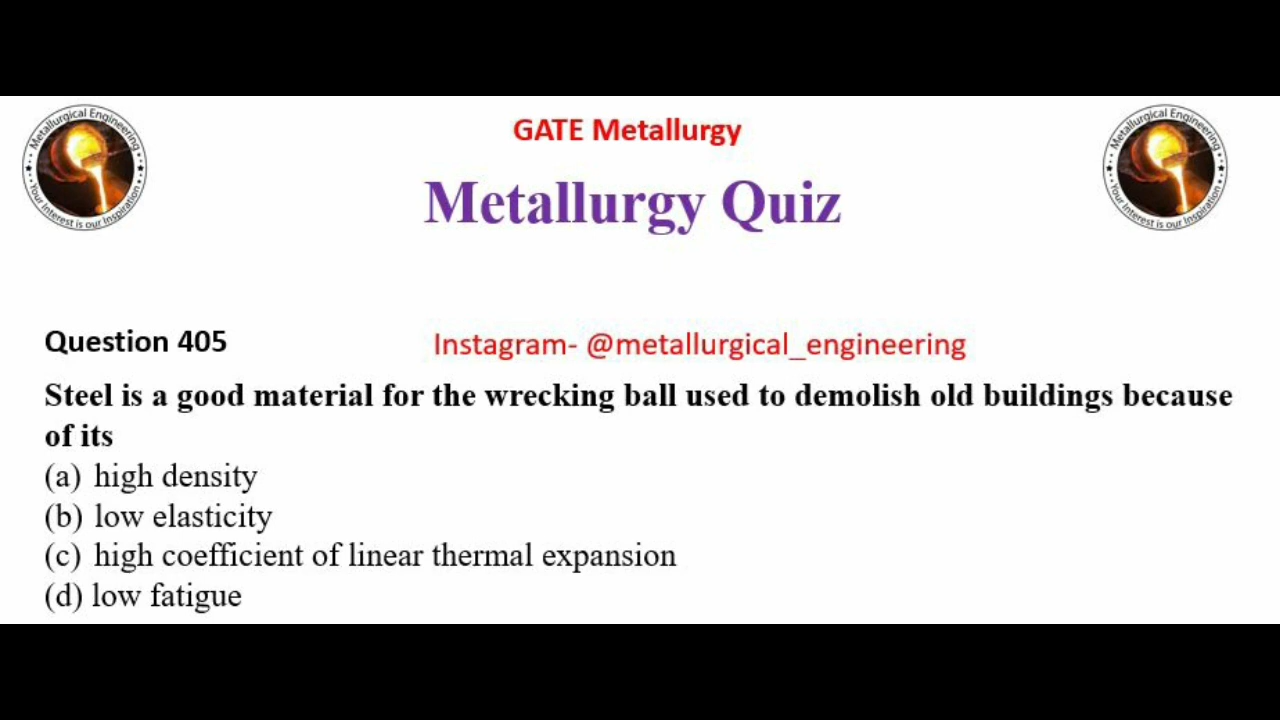 Metallurgical Engineering
Your Interest is our Inspiration
GATE Metallurgy
Metallurgical Engineering
Your Interest is our Inspiration
Metallurgy Quiz
Question 405
Instagram- @metallurgical_engineering
Steel is a good material for the wrecking ball used to demolish old buildings because
of its
(a) high density
(b) low elasticity
(c) high coefficient of linear thermal expansion
(d) low fatigue